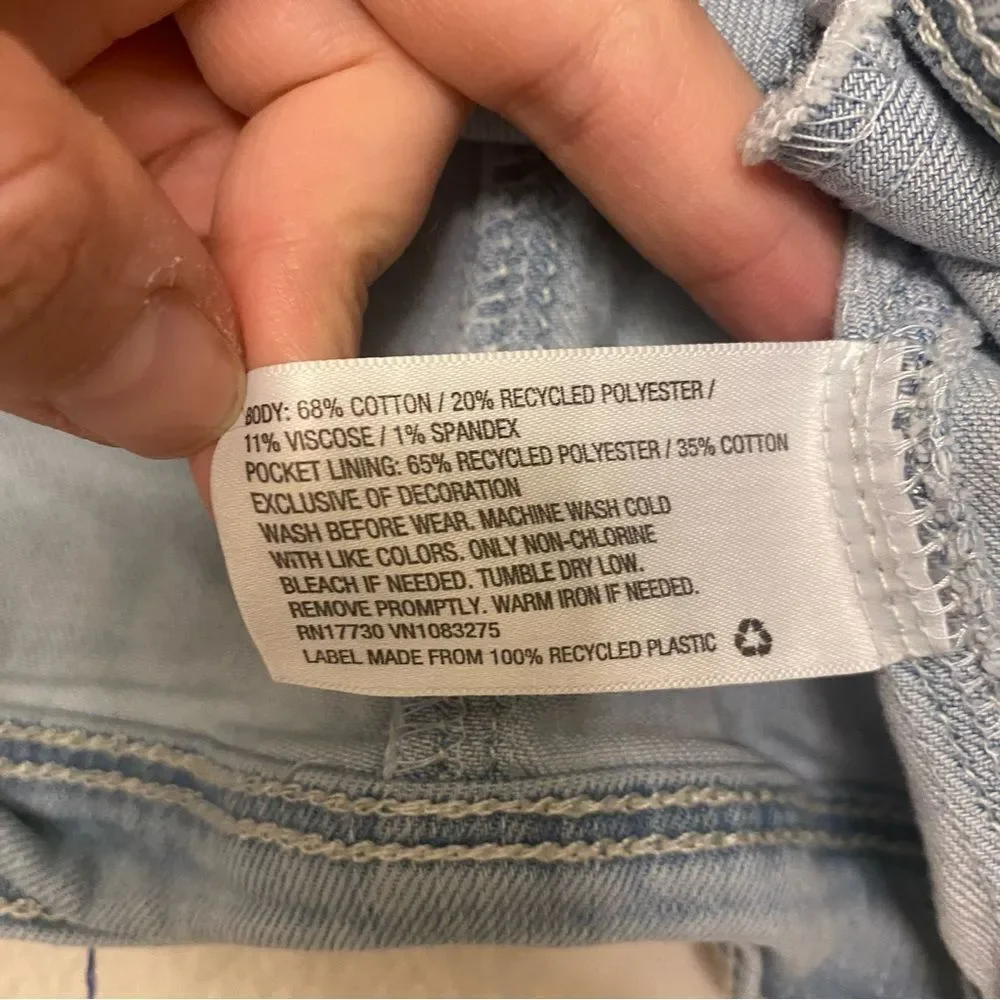 BODY: 68% COTTON / 20% RECYCLED POLYESTER /
11% VISCOSE / 1% SPANDEX
POCKET LINING: 65% RECYCLED POLYESTER / 35% COTTON
EXCLUSIVE OF DECORATION
WASH BEFORE WEAR. MACHINE WASH COLD
WITH LIKE COLORS. ONLY NON-CHLORINE
BLEACH IF NEEDED. TUMBLE DRY LOW.
REMOVE PROMPTLY. WARM IRON IF NEEDED.
RN17730 VN1083275
LABEL MADE FROM 100% RECYCLED PLASTIC